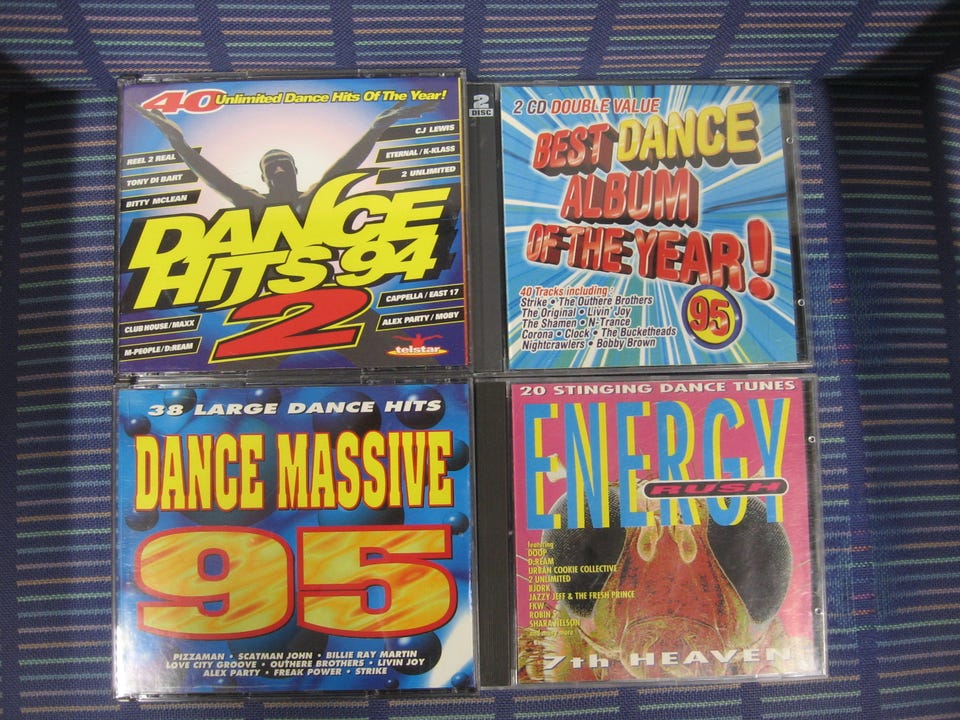 40 Unlimited Dance Hits Of The Year!
CJ LEWIS
REEL 2 REAL
ETERNAL / K-KLASS
TONY DI BART
2 UNLIMITED
BITTY MCLEAN
DANCE
HITS 94
2
CAPPELLA / EAST 17
CLUB HOUSE / MAXX
ALEX PARTY / MOBY
M-PEOPLE / D:REAM
telstar
2
DISC
2 CD DOUBLE VALUE
BEST DANCE
ALBUM
OF THE YEAR!
95
40 Tracks including :
Strike • The Outhere Brothers
The Original • Livin' Joy
The Shamen • N-Trance
Corona • Clock • The Bucketheads
Nightcrawlers • Bobby Brown
38 LARGE DANCE HITS
DANCE MASSIVE
95
PIZZAMAN • SCATMAN JOHN • BILLIE RAY MARTIN
LOVE CITY GROOVE • OUTHERE BROTHERS • LIVIN JOY
ALEX PARTY • FREAK POWER • STRIKE
20 STINGING DANCE TUNES
ENERGY
RUSH
featuring
DOOP
D:REAM
URBAN COOKIE COLLECTIVE
2 UNLIMITED
BJORK
JAZZY JEFF & THE FRESH PRINCE
FKW
ROBIN S
SHARA NELSON
and many more !
7th HEAVEN